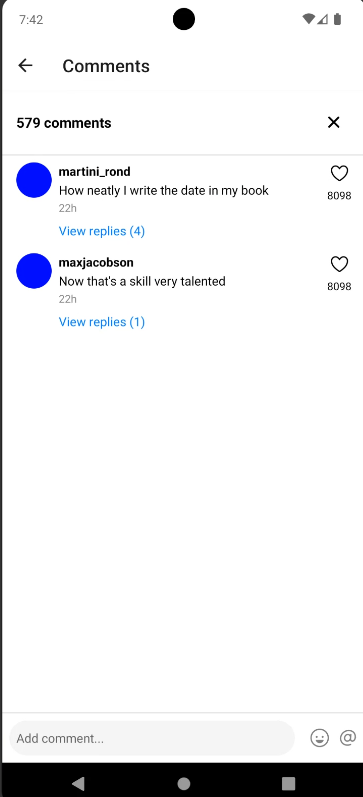 7:42
Comments
579 comments
martini_rond
How neatly I write the date in my book
8098
22h
View replies (4)
maxjacobson
Now that's a skill very talented
8098
22h
View replies (1)
Add comment...
@